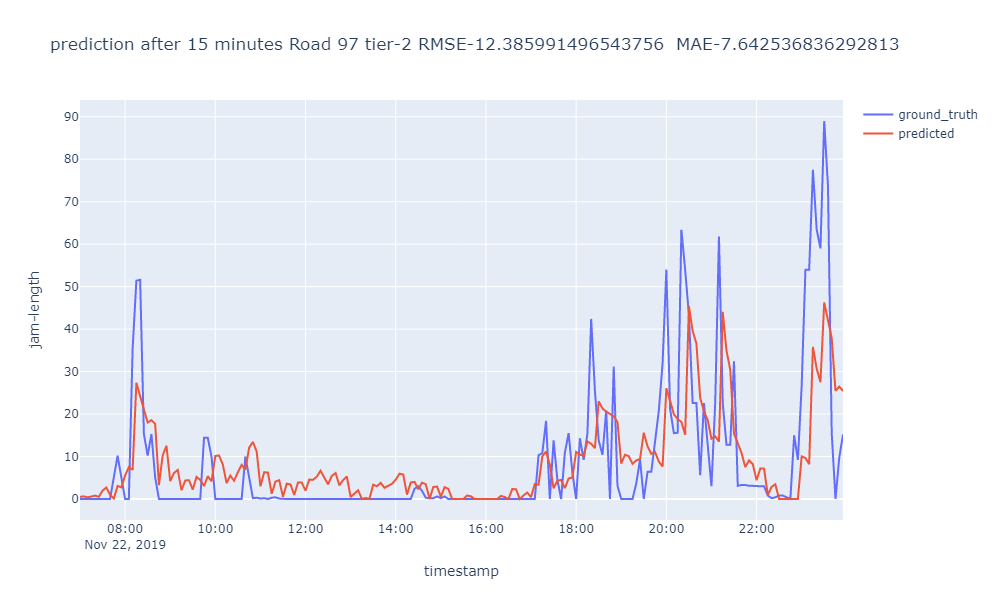 prediction after 15 minutes Road 97 tier-2 RMSE-12.385991496543756  MAE-7.642536836292813
ground_truth
predicted
90
80
70
60
50
40
30
20
10
0
jam-length
08:00 10:00 12:00 14:00 16:00 18:00 20:00 22:00
Nov 22, 2019
timestamp